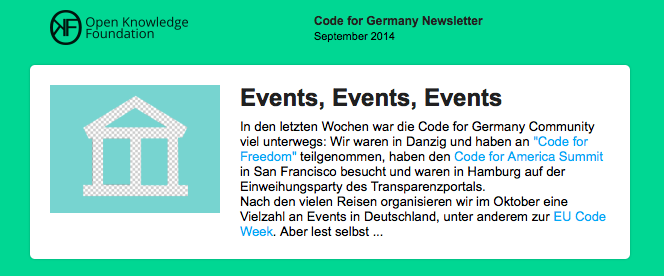 Open Knowledge
Foundation
Code for Germany Newsletter
September 2014
Events, Events, Events
In den letzten Wochen war die Code for Germany Community
viel unterwegs: Wir waren in Danzig und haben an "Code for
Freedom" teilgenommen, haben den Code for America Summit
in San Francisco besucht und waren in Hamburg auf der
Einweihungsparty des Transparenzportals.
Nach den vielen Reisen organisieren wir im Oktober eine
Vielzahl an Events in Deutschland, unter anderem zur EU Code
Week. Aber lest selbst ...